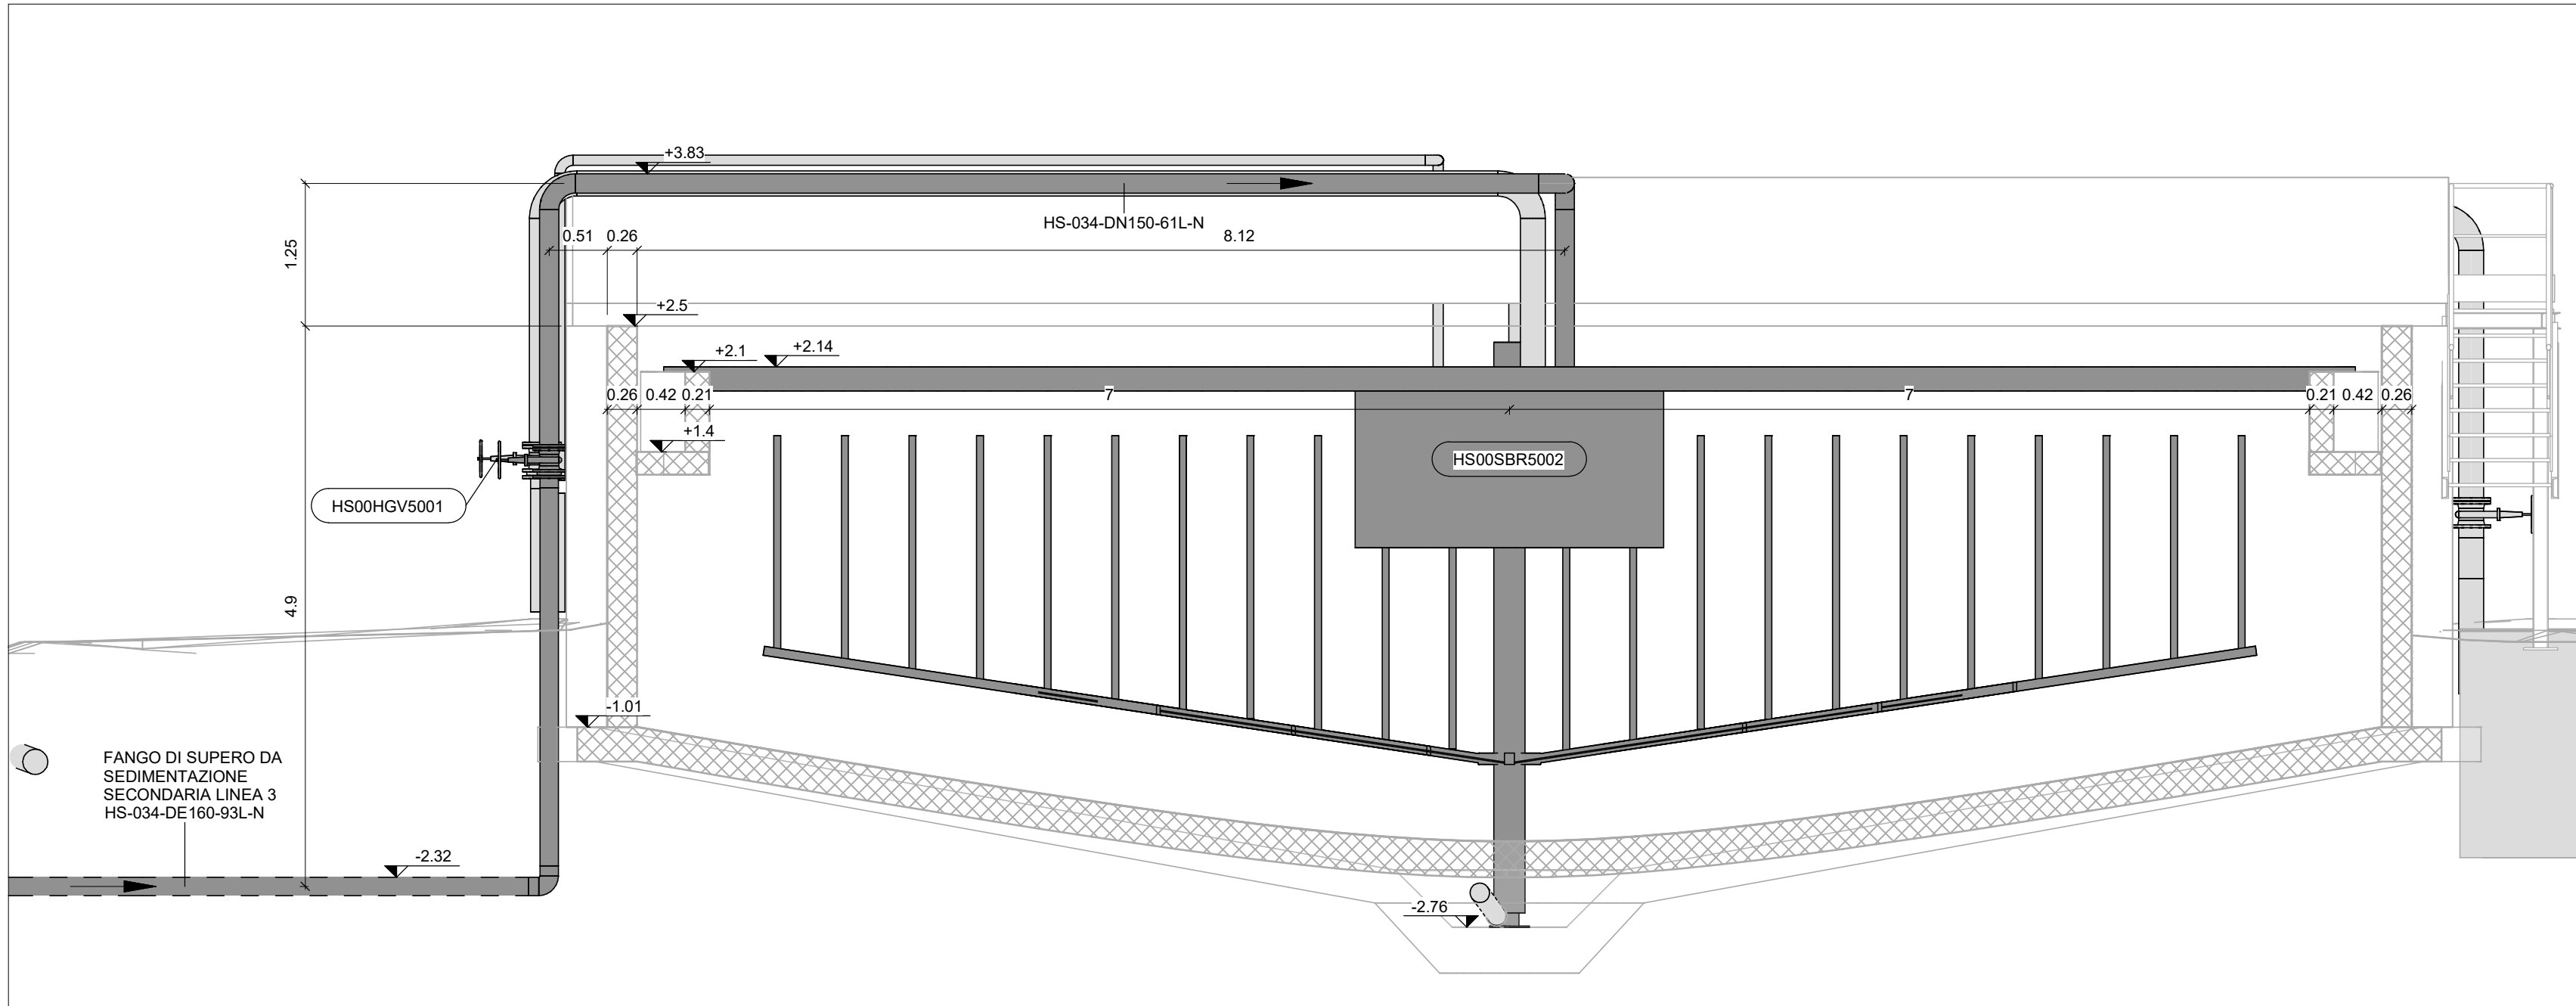 +3.83
HS-034-DN150-61L-N
0.51 0.26 8.12
1.25
+2.5
+2.1 +2.14
0.26 0.42 0.21 7 7 0.21 0.42 0.26
+1.4
HS00SBR5002
HS00HGV5001
4.9
-1.01
FANGO DI SUPERO DA
SEDIMENTAZIONE
SECONDARIA LINEA 3
HS-034-DE160-93L-N
-2.32
-2.76